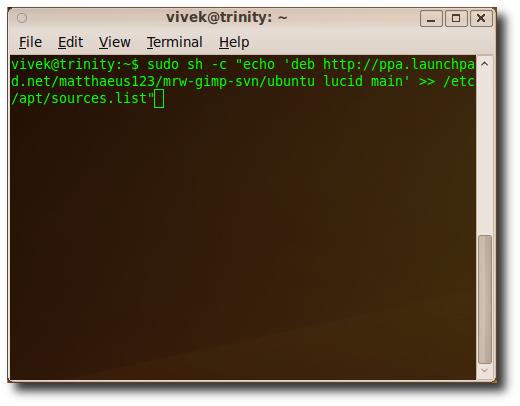 vivek@trinity: ~
File Edit View Terminal Help
vivek@trinity:~$ sudo sh -c "echo 'deb http://ppa.launchpa
d.net/matthaeus123/mrw-gimp-svn/ubuntu lucid main' >> /etc
/apt/sources.list"